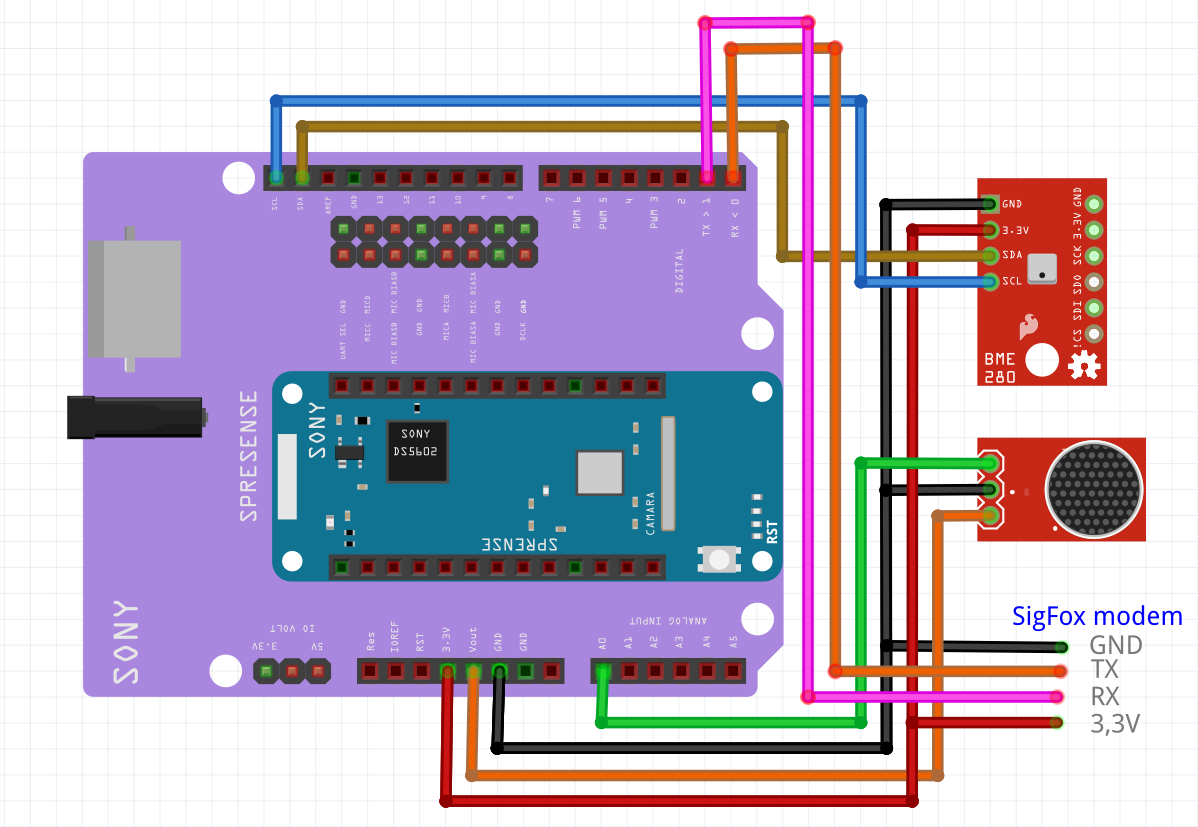 SCL
SDA
AREF
GND
13
12
11
10
9
8
7
PWM 6
PWM 5
4
PWM 3
2
TX > 1
RX < 0
DIGITAL
UART SEL GND
MICC MICD
MIC BIASB MIC BIASD
GND GND
MICA MICB
MIC BIASA MIC BIASA
GND GND
DCLK GND
SPRESENSE
SONY
SONY
DS5602
CAMARA
RST
SPRENSE
SONY
IO VOLT
3.3V
5V
Res
IOREF
RST
3.3V
Vout
GND
GND
ANALOG INPUT
A0
A1
A2
A3
A4
A5
GND
3.3V
SDA
SCL
GND
3.3V
SCK
SDO
SDI
!CS
BME
280
SigFox modem
GND
TX
RX
3,3V